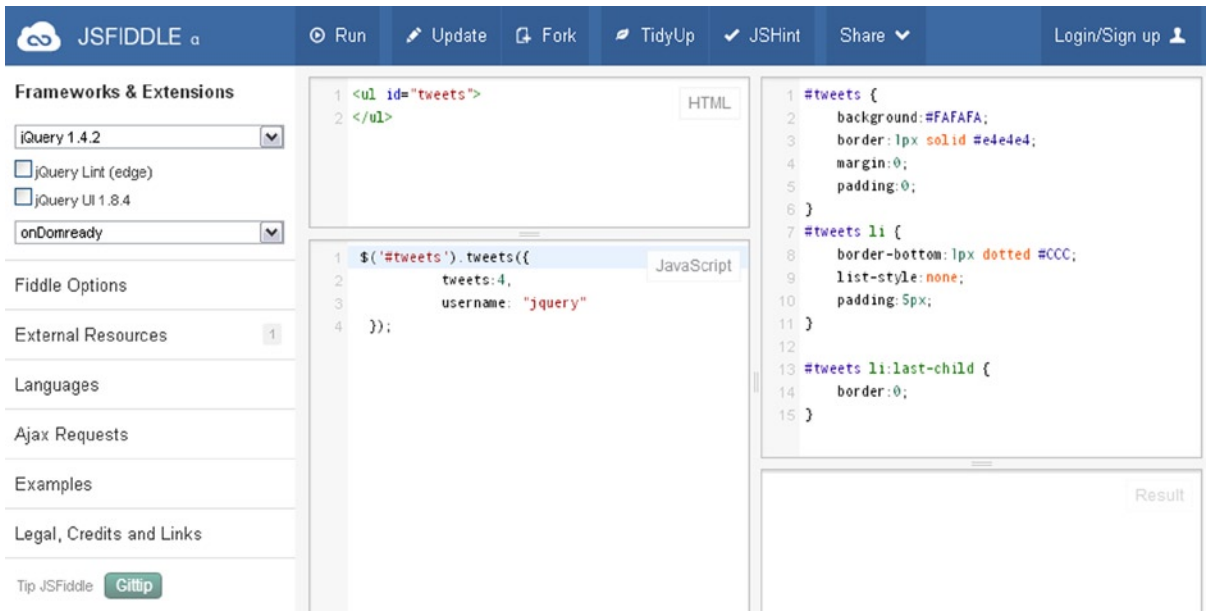 JSFIDDLE α
Run
Update
Fork
TidyUp
JSHint
Share
Login/Sign up
Frameworks & Extensions
jQuery 1.4.2
jQuery Lint (edge)
jQuery UI 1.8.4
onDomready
Fiddle Options
External Resources 1
Languages
Ajax Requests
Examples
Legal, Credits and Links
Tip JSFiddle Gittip
HTML
1 <ul id="tweets">
2 </ul>
JavaScript
1 $('#tweets').tweets({
2 tweets:4,
3 username: "jquery"
4 });
1 #tweets {
2 background:#FAFAFA;
3 border:1px solid #e4e4e4;
4 margin:0;
5 padding:0;
6 }
7 #tweets li {
8 border-bottom:1px dotted #CCC;
9 list-style:none;
10 padding:5px;
11 }
12
13 #tweets li:last-child {
14 border:0;
15 }
Result